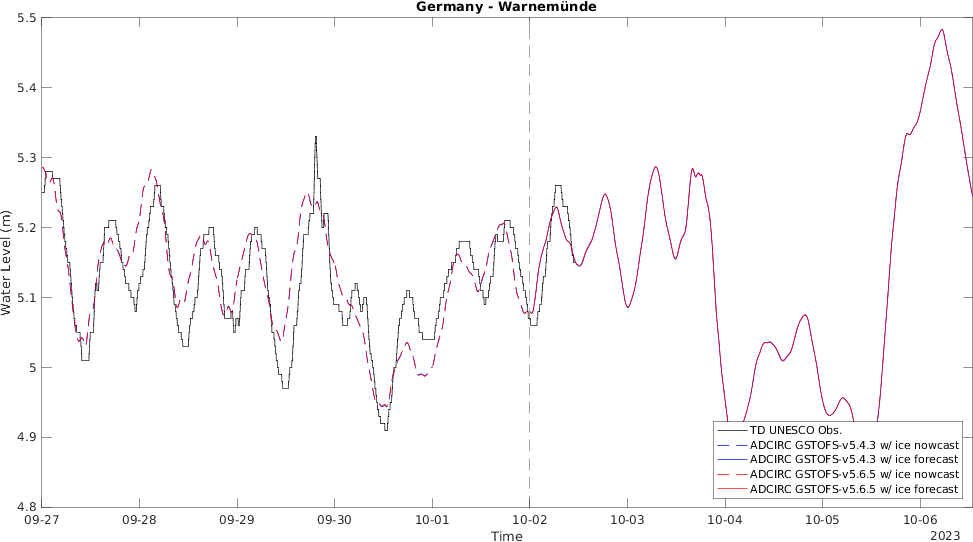 Germany - Warnemünde
5.5
5.4
5.3
5.2
5.1
5
4.9
4.8
Water Level (m)
09-27 09-28 09-29 09-30 10-01 10-02 10-03 10-04 10-05 10-06
Time
2023
TD UNESCO Obs.
ADCIRC GSTOFS-v5.4.3 w/ ice nowcast
ADCIRC GSTOFS-v5.4.3 w/ ice forecast
ADCIRC GSTOFS-v5.6.5 w/ ice nowcast
ADCIRC GSTOFS-v5.6.5 w/ ice forecast